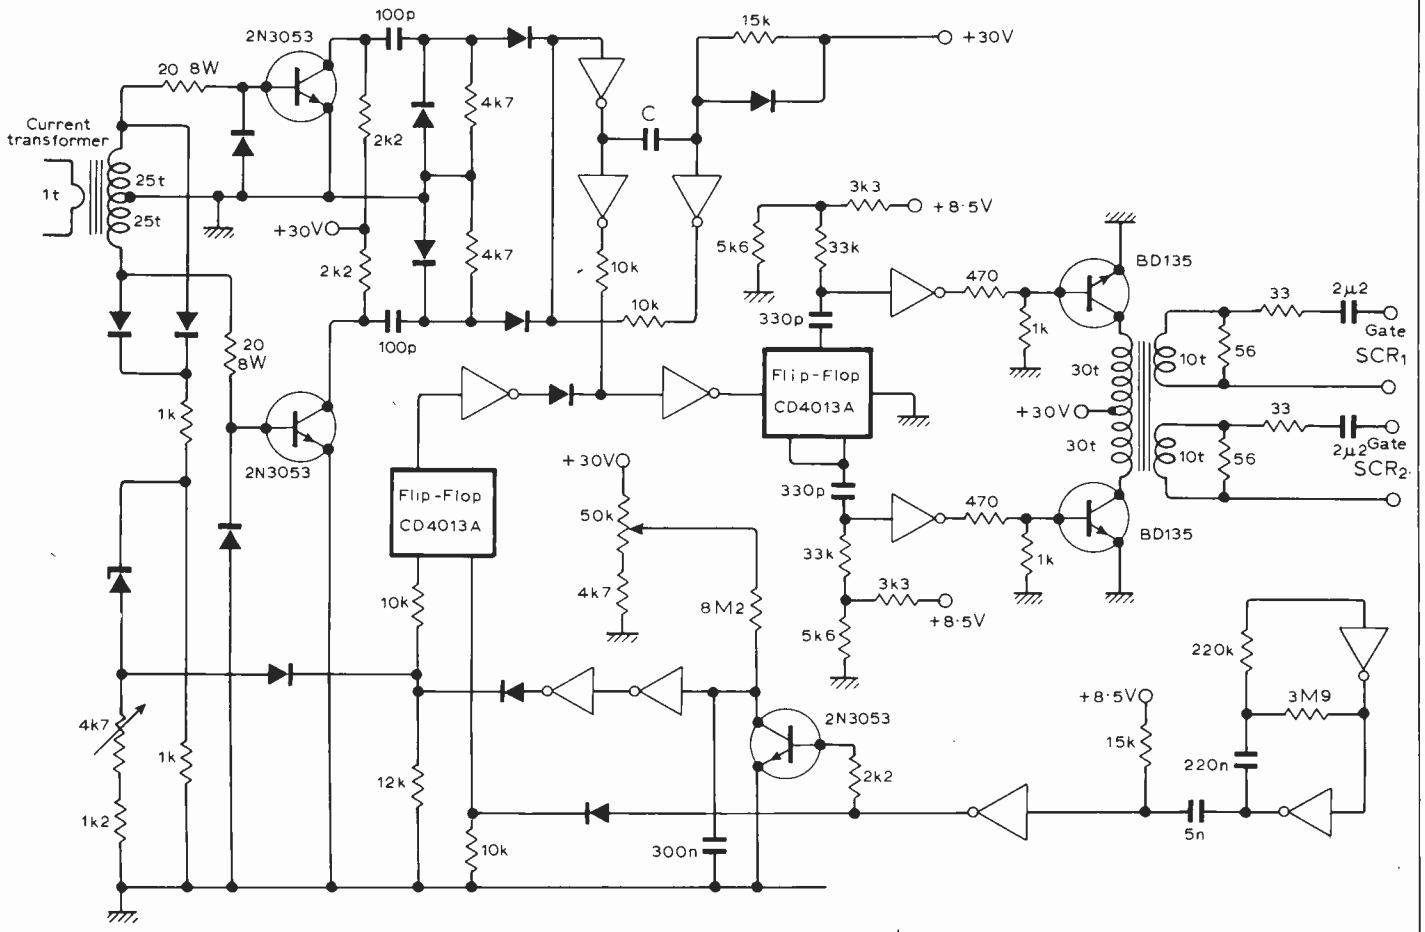 100p
15k
+30V
2N3053
20 8W
C
4k7
2k2
Current
transformer
1t
25t
25t
3k3
+8·5V
+30V
5k6
33k
4k7
2k2
10k
BD135
470
2μ2
33
10k
Gate
SCR1
330p
1k
100p
20
8W
30t
10t
56
Flip-Flop
CD4013A
+30V
33
1k
30t
Gate
2μ2
SCR2
10t
56
2N3053
+30V
330p
Flip-Flop
CD4013A
470
50k
BD135
33k
1k
3k3
10k
4k7
8M2
+8·5V
5k6
220k
+8·5V
3M9
4k7
2N3053
15k
1k
12k
2k2
220n
1k2
5n
10k
300n